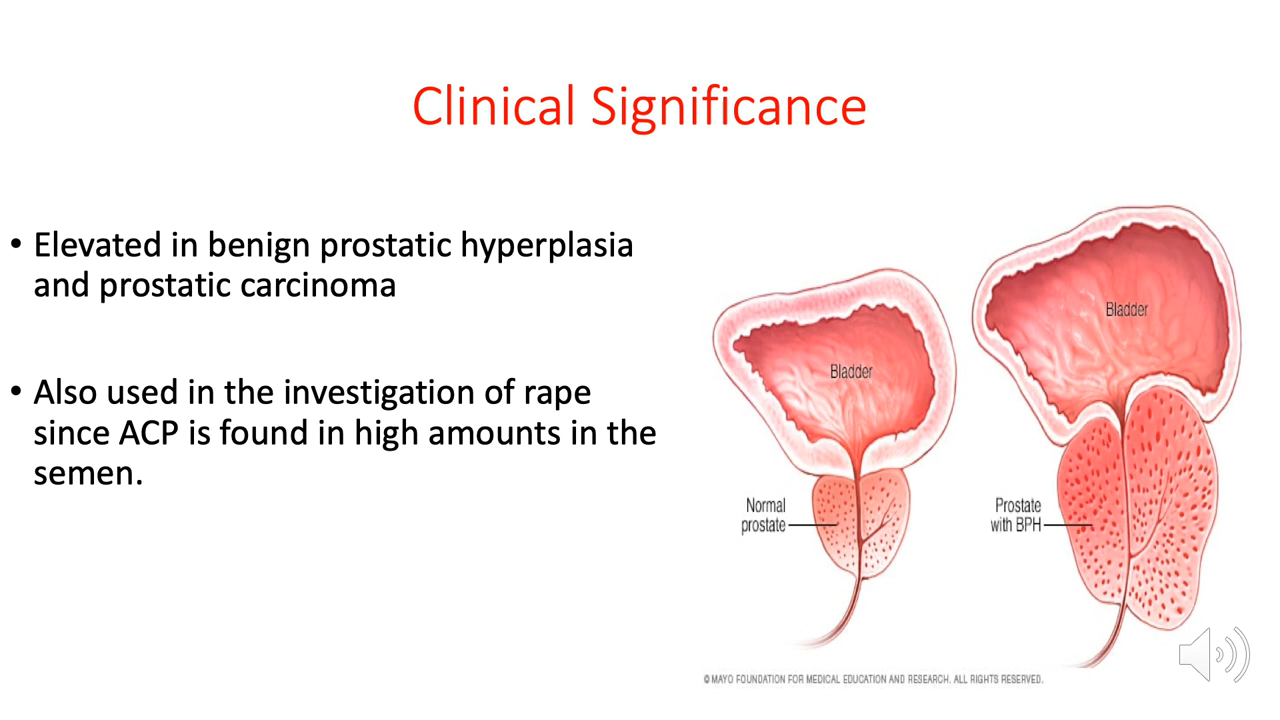 Clinical Significance
• Elevated in benign prostatic hyperplasia
and prostatic carcinoma
• Also used in the investigation of rape
since ACP is found in high amounts in the
semen.
Bladder
Normal
prostate
Bladder
Prostate
with BPH
© MAYO FOUNDATION FOR MEDICAL EDUCATION AND RESEARCH. ALL RIGHTS RESERVED.